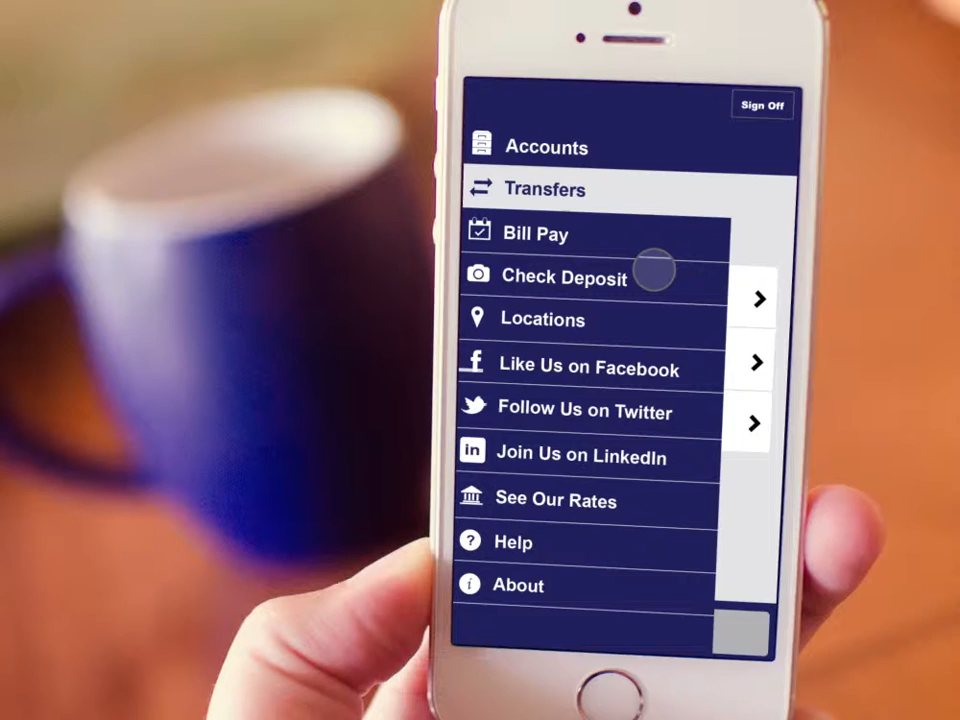 Sign Off
Accounts
Transfers
Bill Pay
Check Deposit
Locations
Like Us on Facebook
Follow Us on Twitter
in Join Us on LinkedIn
See Our Rates
? Help
i About